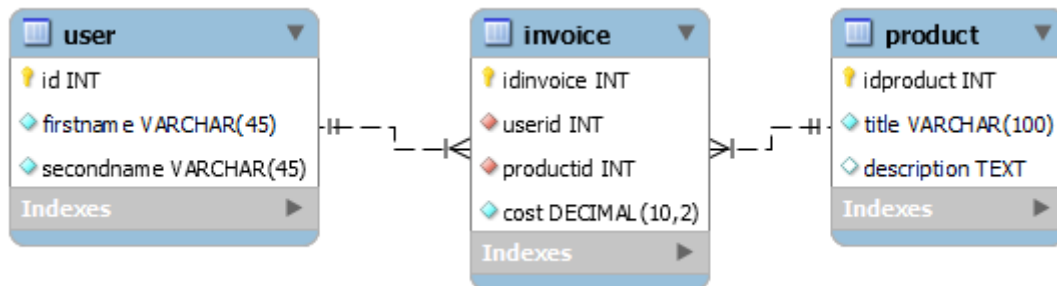 user
id INT
firstname VARCHAR(45)
secondname VARCHAR(45)
Indexes
invoice
idinvoice INT
userid INT
productid INT
cost DECIMAL(10,2)
Indexes
product
idproduct INT
title VARCHAR(100)
description TEXT
Indexes